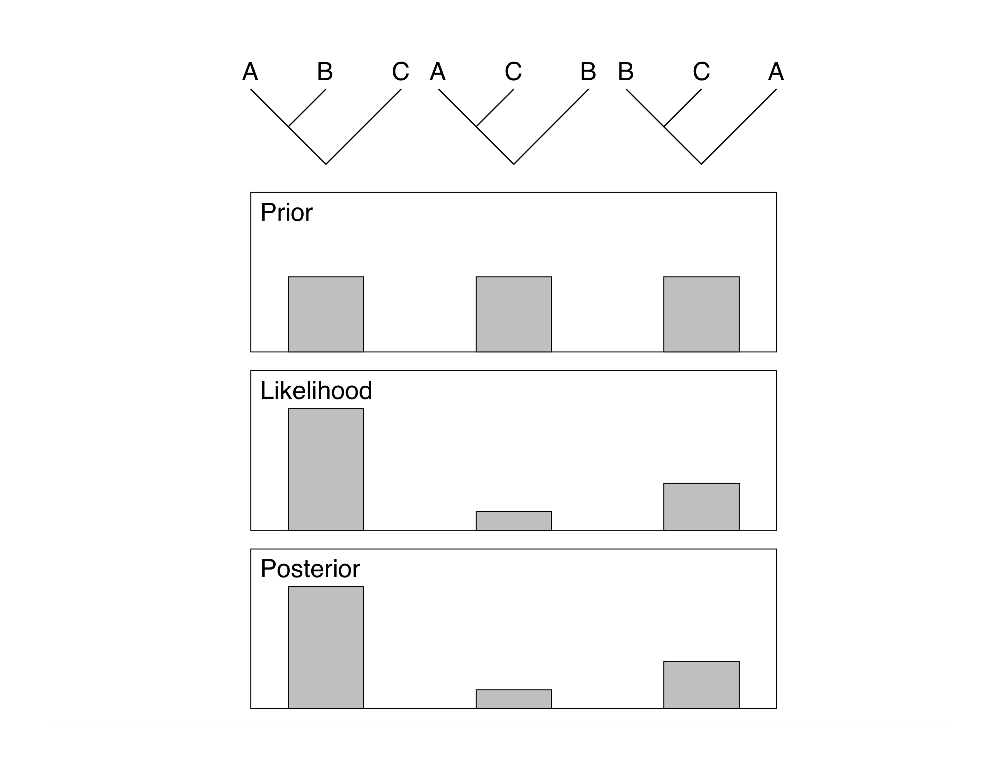 A B C A C B B C A
Prior
Likelihood
Posterior